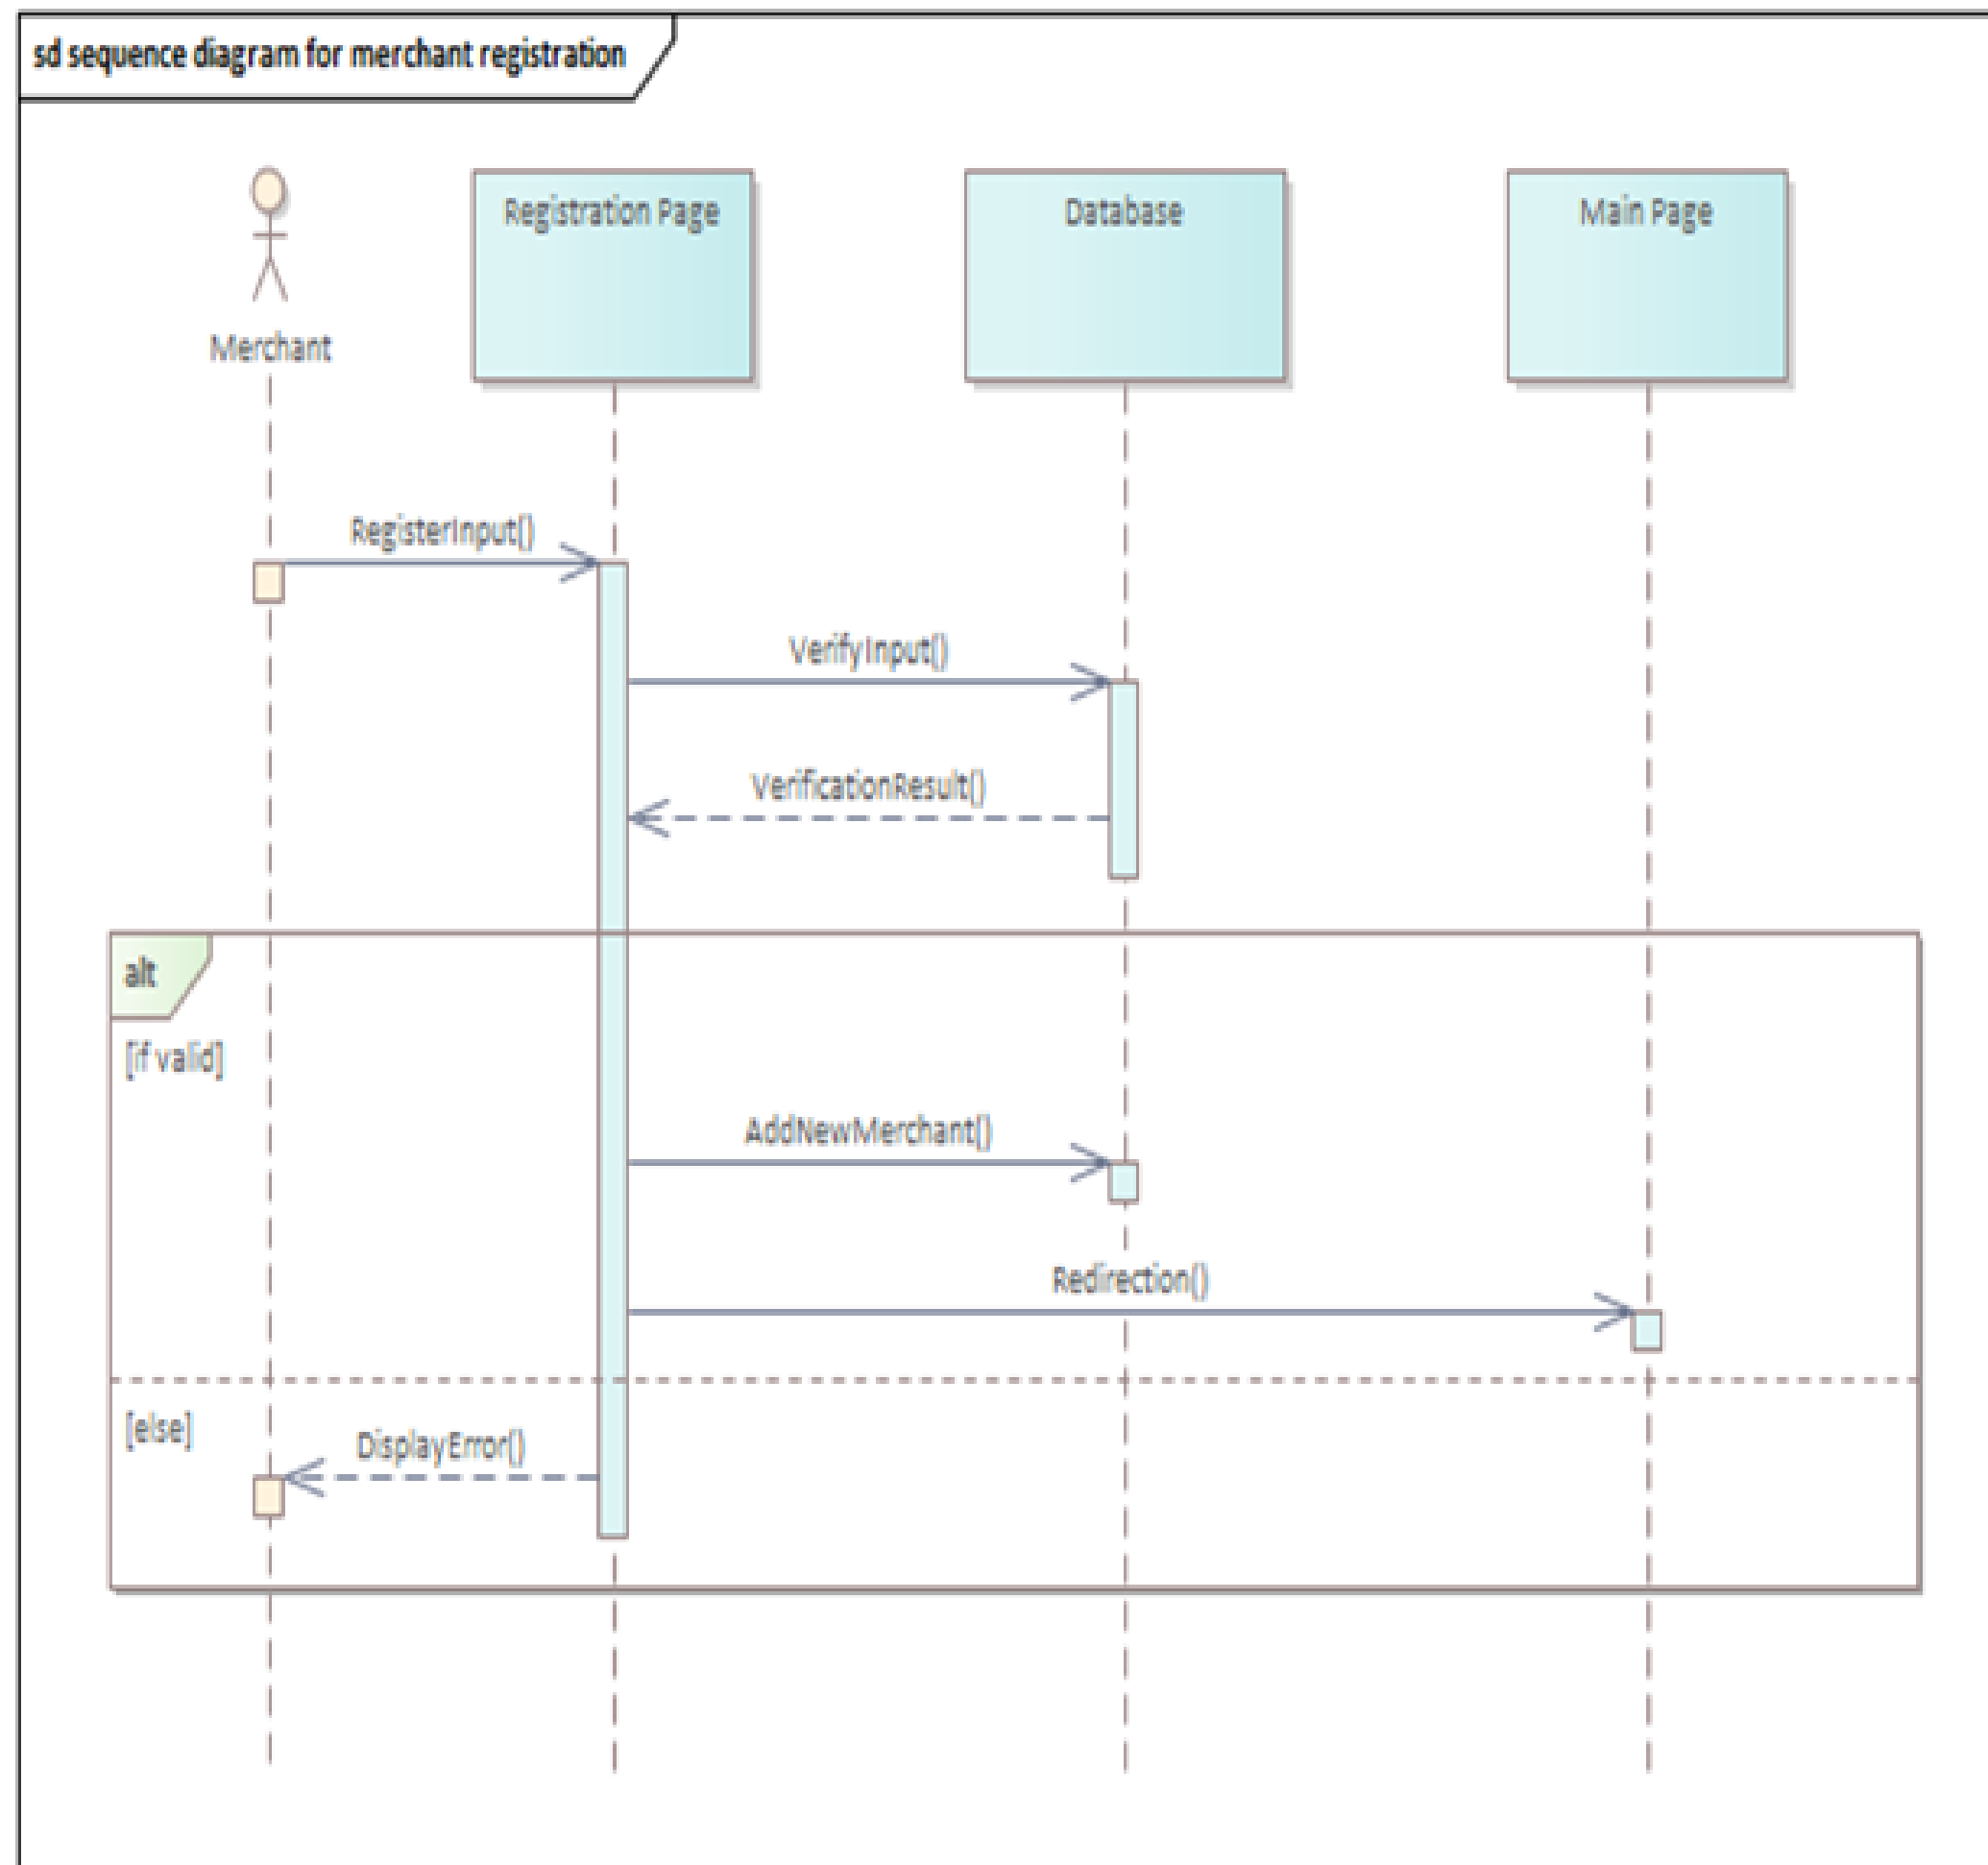 sd sequence diagram for merchant registration
Registration Page
Database
Main Page
Merchant
RegisterInput()
VerifyInput()
VerificationResult()
alt
[if valid]
AddNewMerchant()
Redirection()
[else]
DisplayError()